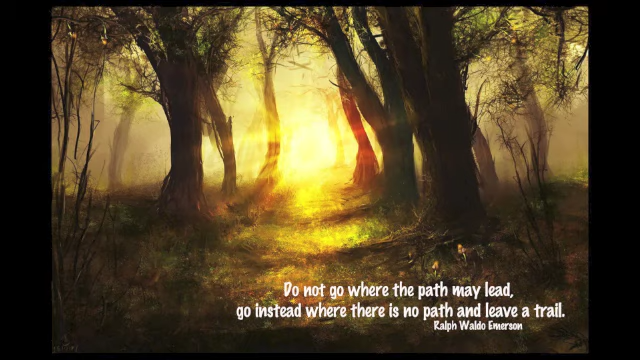 Do not go where the path may lead,
go instead where there is no path and leave a trail.
Ralph Waldo Emerson